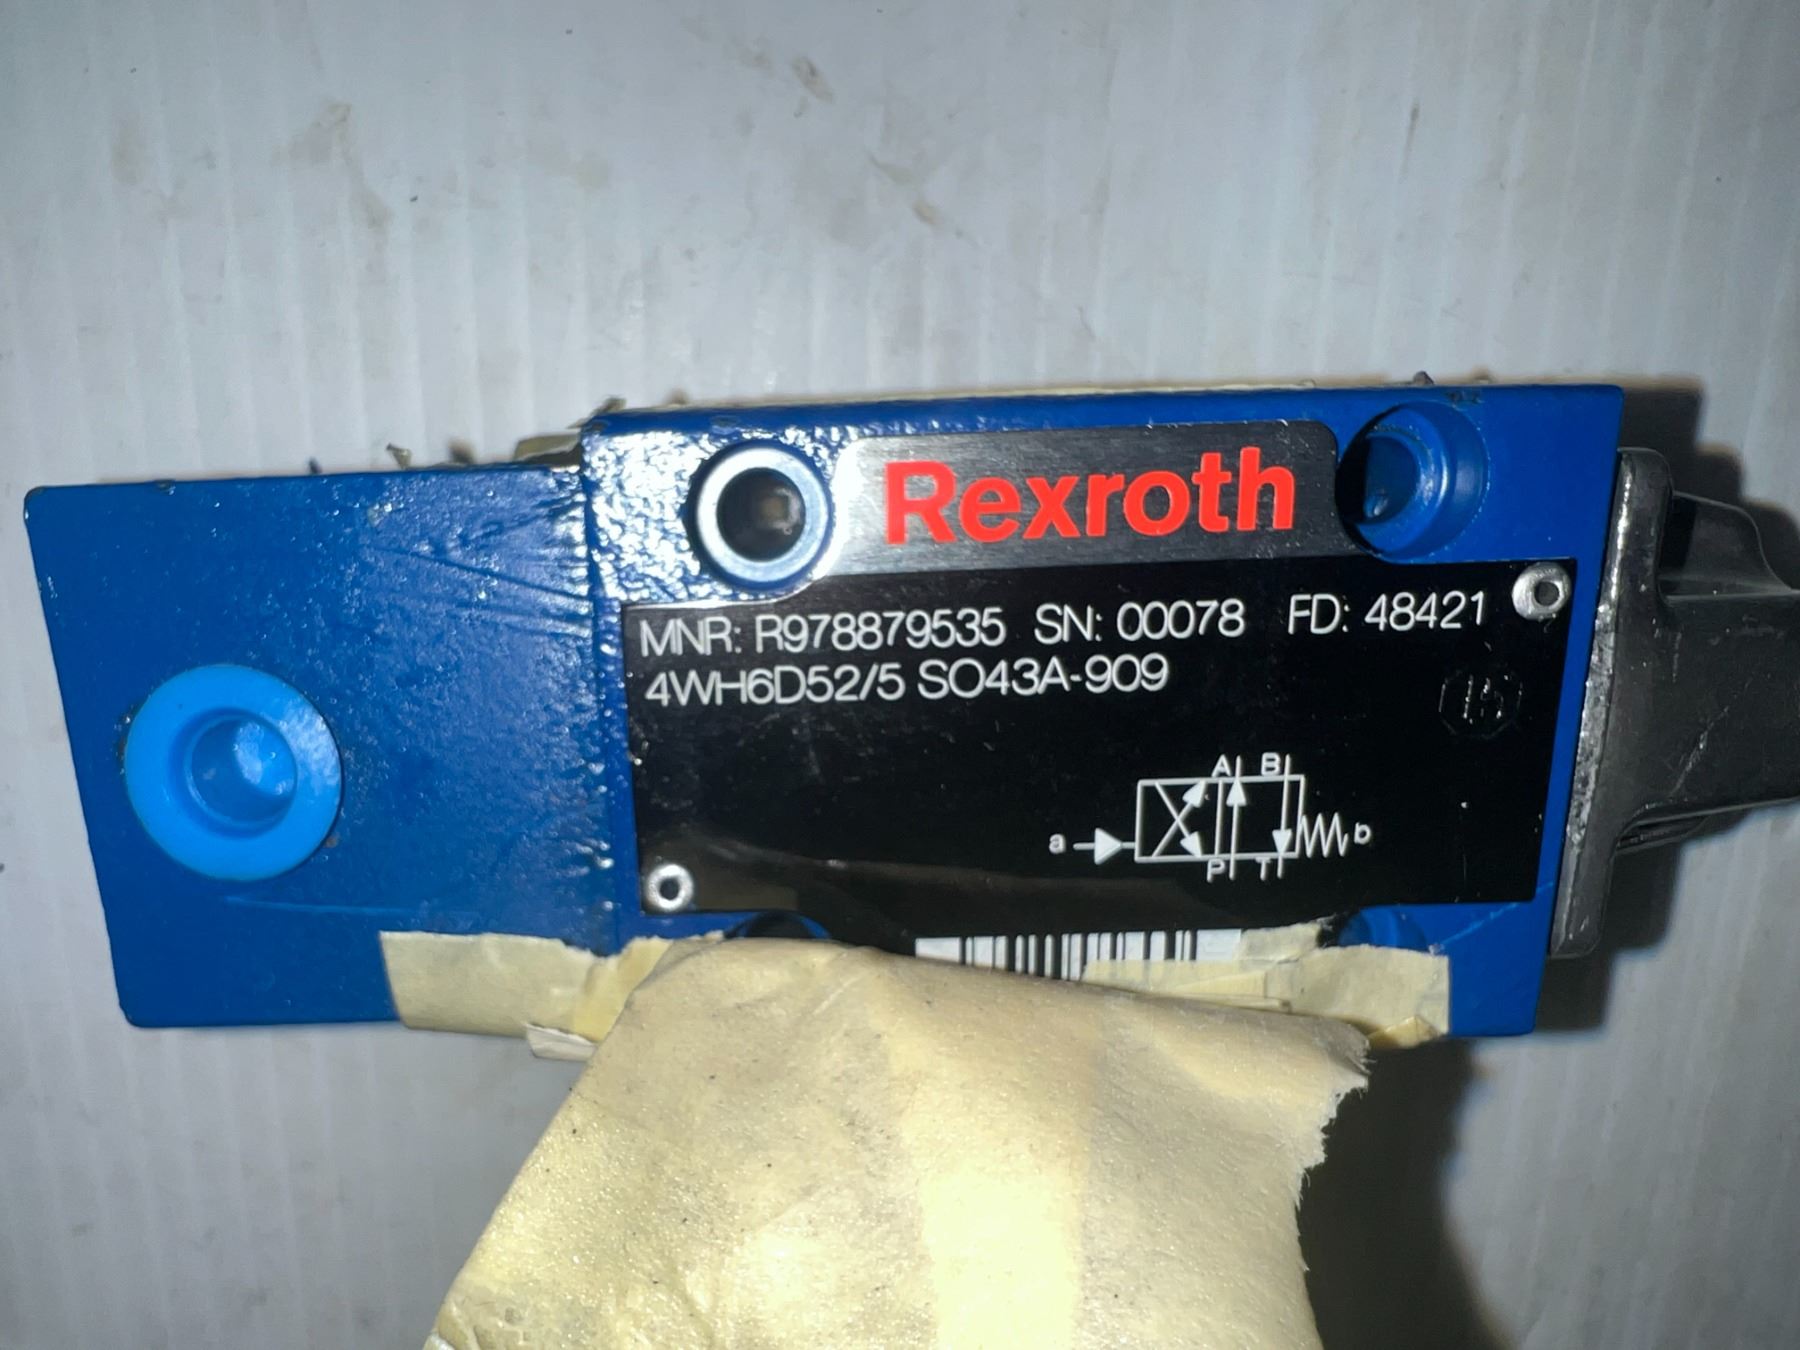 Rexroth
MNR: R978879535 SN: 00078 FD: 48421
4WH6D52/5 SO43A-909
A B
a b
P T